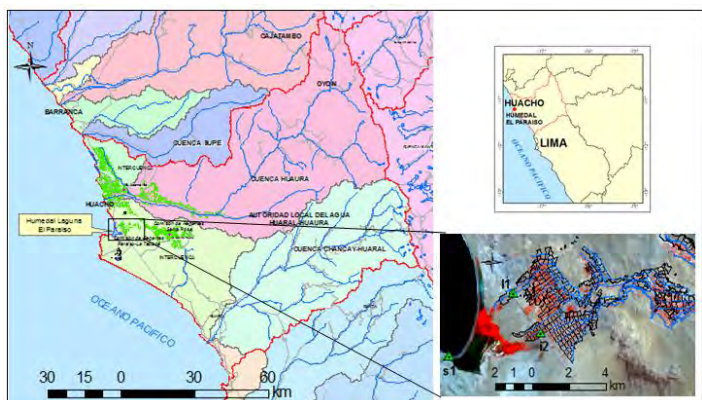 N
CAJATAMBO
OYON
BARRANCA
CUENCA SUPE
INTERCUENCA
CUENCA HUAURA
HUACHO
AUTORIDAD LOCAL DEL AGUA
HUARAL-HUAURA
Humedal Laguna
El Paraiso
CUENCA CHANCAY-HUARAL
INTERCUENCA
OCEANO PACIFICO
30 15 0 30 60
km
HUACHO
HUMEDAL
EL PARAISO
LIMA
OCEANO PACIFICO
I1
I2
s1
2 1 0 2 4
km